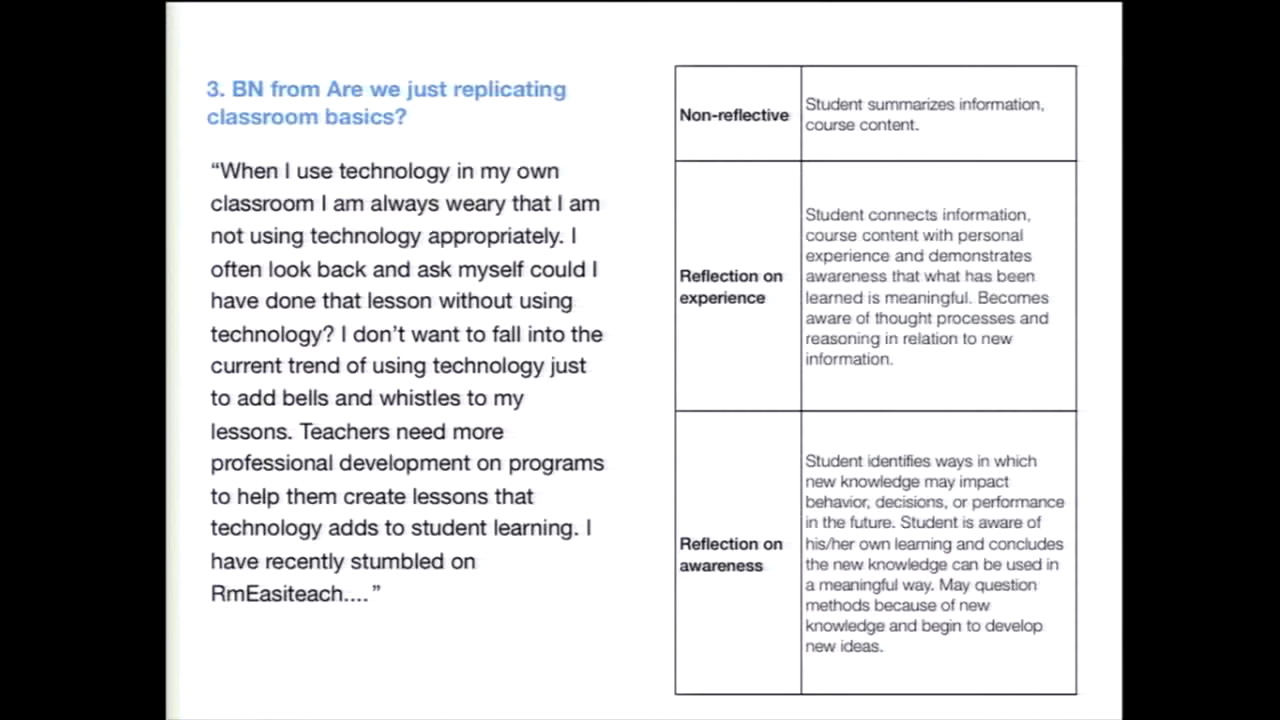 3. BN from Are we just replicating
classroom basics?
“When I use technology in my own
classroom I am always weary that I am
not using technology appropriately. I
often look back and ask myself could I
have done that lesson without using
technology? I don’t want to fall into the
current trend of using technology just
to add bells and whistles to my
lessons. Teachers need more
professional development on programs
to help them create lessons that
technology adds to student learning. I
have recently stumbled on
RmEasiteach.... ”
Non-reflective
Student summarizes information,
course content.
Reflection on
experience
Student connects information,
course content with personal
experience and demonstrates
awareness that what has been
learned is meaningful. Becomes
aware of thought processes and
reasoning in relation to new
information.
Reflection on
awareness
Student identifies ways in which
new knowledge may impact
behavior, decisions, or performance
in the future. Student is aware of
his/her own learning and concludes
the new knowledge can be used in
a meaningful way. May question
methods because of new
knowledge and begin to develop
new ideas.